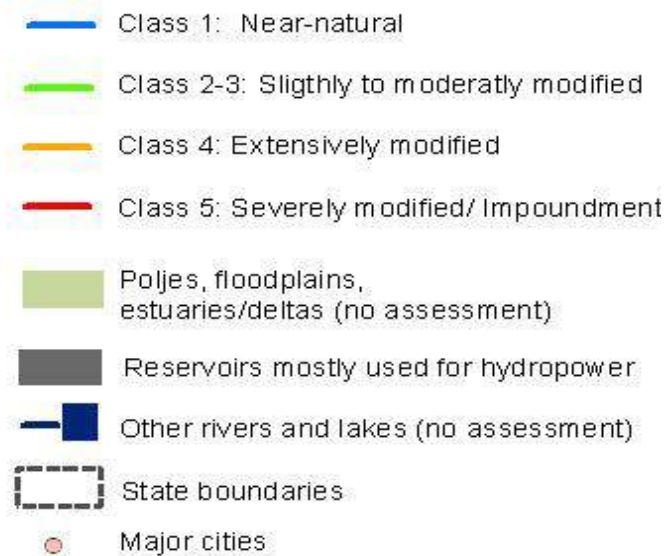 Class 1: Near-natural
Class 2-3: Sligthly to moderatly modified
Class 4: Extensively modified
Class 5: Severely modified/ Impoundment
Poljes, floodplains,
estuaries/deltas (no assessment)
Reservoirs mostly used for hydropower
Other rivers and lakes (no assessment)
State boundaries
Major cities